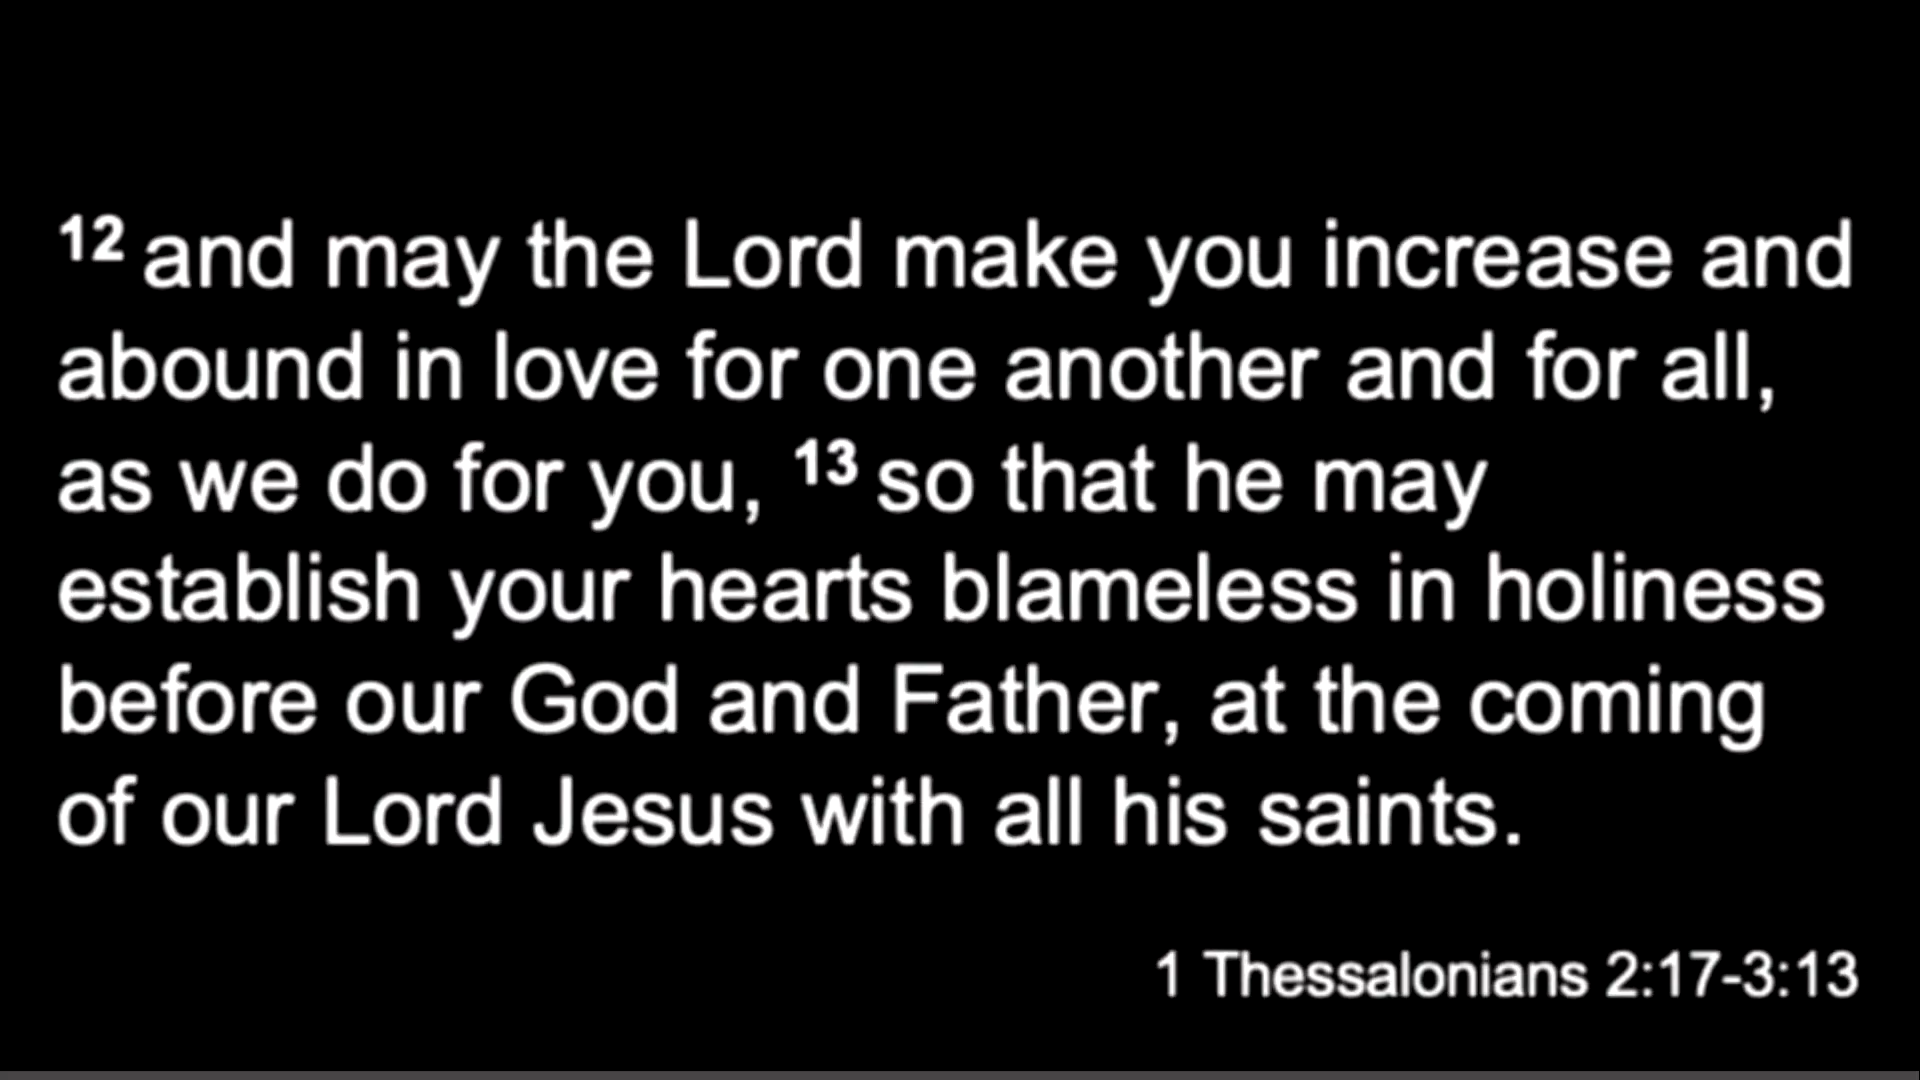 12 and may the Lord make you increase and
abound in love for one another and for all,
as we do for you, 13 so that he may
establish your hearts blameless in holiness
before our God and Father, at the coming
of our Lord Jesus with all his saints.
1 Thessalonians 2:17-3:13